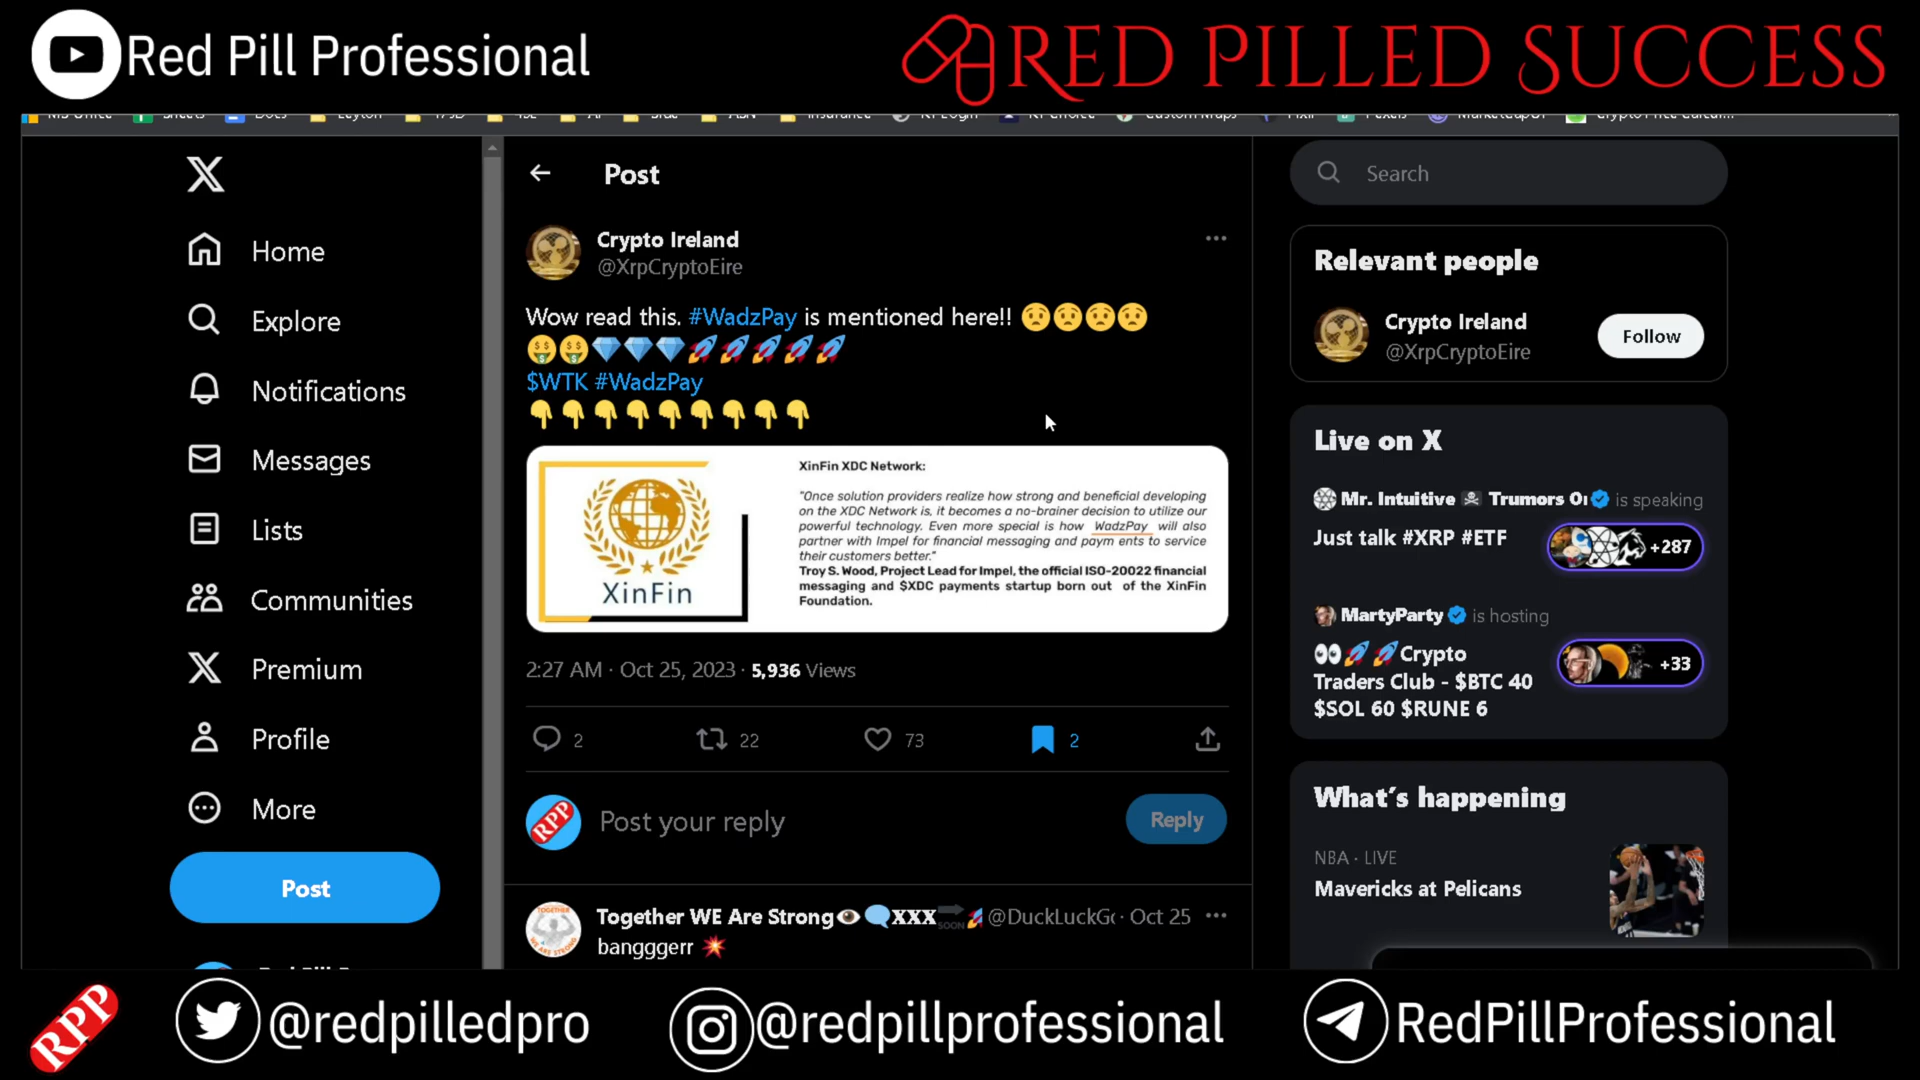 Red Pill Professional
RED PILLED SUCCESS
Post
Search
X
Home
Explore
Notifications
Messages
Lists
Communities
Premium
Profile
More
Post
Crypto Ireland
@XrpCryptoEire
Wow read this. #WadzPay is mentioned here!! 😟😟😟😟
🤑🤑💎💎💎🚀🚀🚀🚀🚀
$WTK #WadzPay
👇👇👇👇👇👇👇👇👇
XinFin
XinFin XDC Network:
"Once solution providers realize how strong and beneficial developing
on the XDC Network is, it becomes a no-brainer decision to utilize our
powerful technology. Even more special is how WadzPay will also
partner with Impel for financial messaging and paym ents to service
their customers better."
Troy S. Wood, Project Lead for Impel, the official ISO-20022 financial
messaging and $XDC payments startup born out of the XinFin
Foundation.
2:27 AM · Oct 25, 2023 · 5,936 Views
2 22 73 2
RPP
Post your reply
Reply
Together WE Are Strong👁️🗨️XXX🔜🚀 @DuckLuckG · Oct 25
bangggerr 💥
Relevant people
Crypto Ireland
@XrpCryptoEire
Follow
Live on X
Mr. Intuitive ☠️ Trumors O is speaking
Just talk #XRP #ETF
+287
MartyParty is hosting
👀🚀🚀Crypto
Traders Club - $BTC 40
$SOL 60 $RUNE 6
+33
What's happening
NBA · LIVE
Mavericks at Pelicans
RPP
@redpilledpro
@redpillprofessional
RedPillProfessional